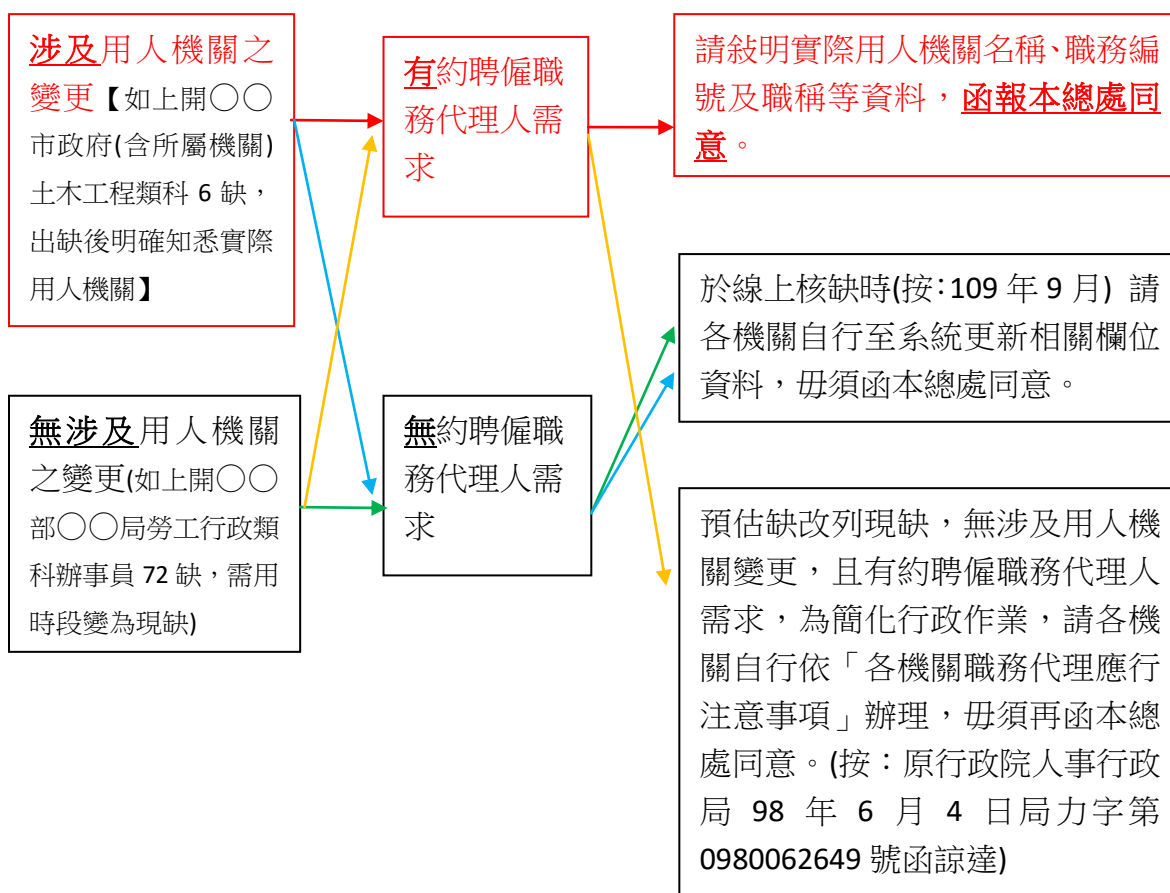 涉及用人機關之
變更【如上開○○
市政府(含所屬機關)
土木工程類科 6 缺，
出缺後明確知悉實際
用人機關】
有約聘僱職
務代理人需
求
請敍明實際用人機關名稱、職務編
號及職稱等資料，函報本總處同
意。
於線上核缺時(按：109 年 9 月) 請
各機關自行至系統更新相關欄位
資料，毋須函本總處同意。
無涉及用人機關
之變更(如上開○○
部○○局勞工行政類
科辦事員 72 缺，需用
時段變為現缺)
無約聘僱職
務代理人需
求
預估缺改列現缺，無涉及用人機
關變更，且有約聘僱職務代理人
需求，為簡化行政作業，請各機
關自行依「各機關職務代理應行
注意事項」辦理，毋須再函本總
處同意。(按：原行政院人事行政
局 98 年 6 月 4 日局力字第
0980062649 號函諒達)